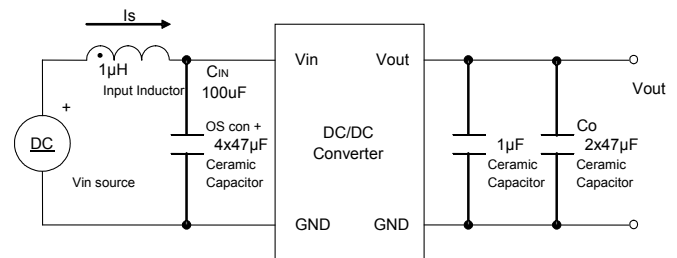 Is
1µH
Input Inductor
CIN
100uF
OS con +
4x47µF
Ceramic
Capacitor
+
DC
Vin source
Vin
Vout
DC/DC
Converter
GND
GND
1µF
Ceramic
Capacitor
Co
2x47µF
Ceramic
Capacitor
Vout